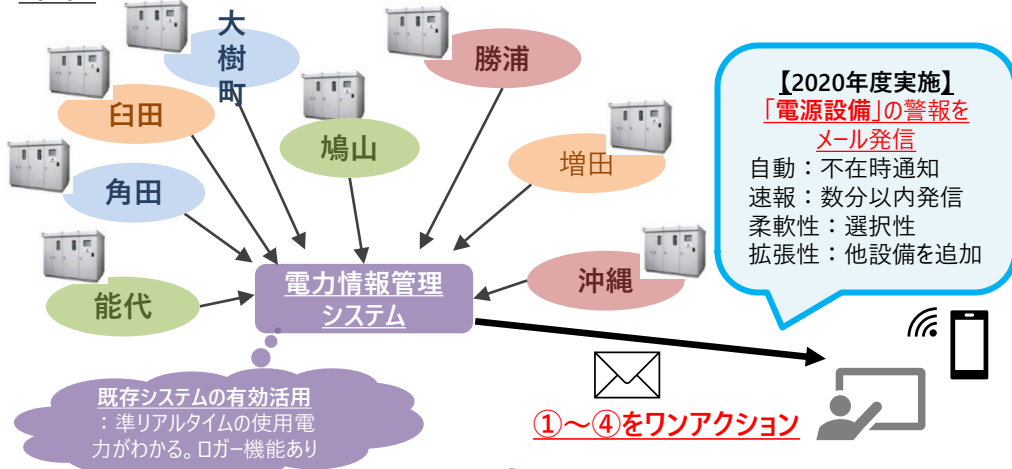 大
樹
町
勝浦
臼田
鳩山
増田
角田
沖縄
能代
電力情報管理
システム
【2020年度実施】
「電源設備」の警報を
メール発信
自動：不在時通知
速報：数分以内発信
柔軟性：選択性
拡張性：他設備を追加
既存システムの有効活用
：準リアルタイムの使用電
力がわかる。ロガー機能あり
①～④をワンアクション